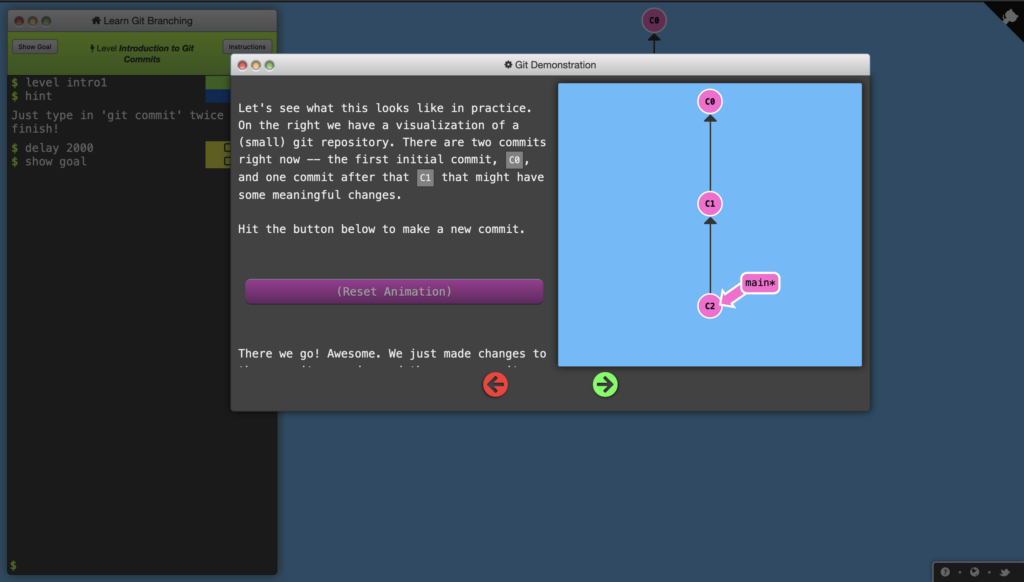 Learn Git Branching
Show Goal
Level Introduction to Git
Commits
Instructions
$ level intro1
$ hint
Just type in 'git commit' twice
finish!
$ delay 2000
$ show goal
$
C0
Git Demonstration
Let's see what this looks like in practice.
On the right we have a visualization of a
(small) git repository. There are two commits
right now -- the first initial commit, C0,
and one commit after that C1 that might have
some meaningful changes.
Hit the button below to make a new commit.
(Reset Animation)
There we go! Awesome. We just made changes to
C0
C1
main*
C2